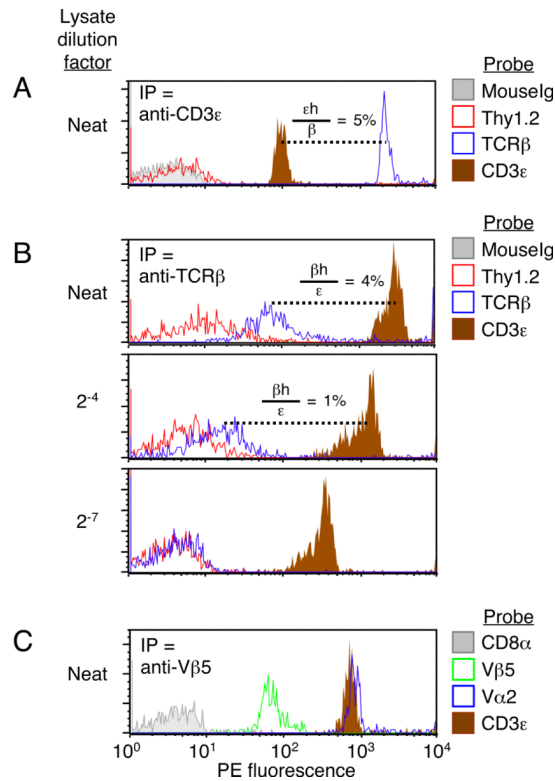 Lysate
dilution
factor
A
Neat
IP =
anti-CD3ε
εh
β
= 5%
Probe
MouseIg
Thy1.2
TCRβ
CD3ε
B
Neat
IP =
anti-TCRβ
βh
ε
= 4%
Probe
MouseIg
Thy1.2
TCRβ
CD3ε
2⁻⁴
βh
ε
= 1%
2⁻⁷
C
Neat
IP =
anti-Vβ5
Probe
CD8α
Vβ5
Vα2
CD3ε
10⁰ 10¹ 10² 10³ 10⁴
PE fluorescence